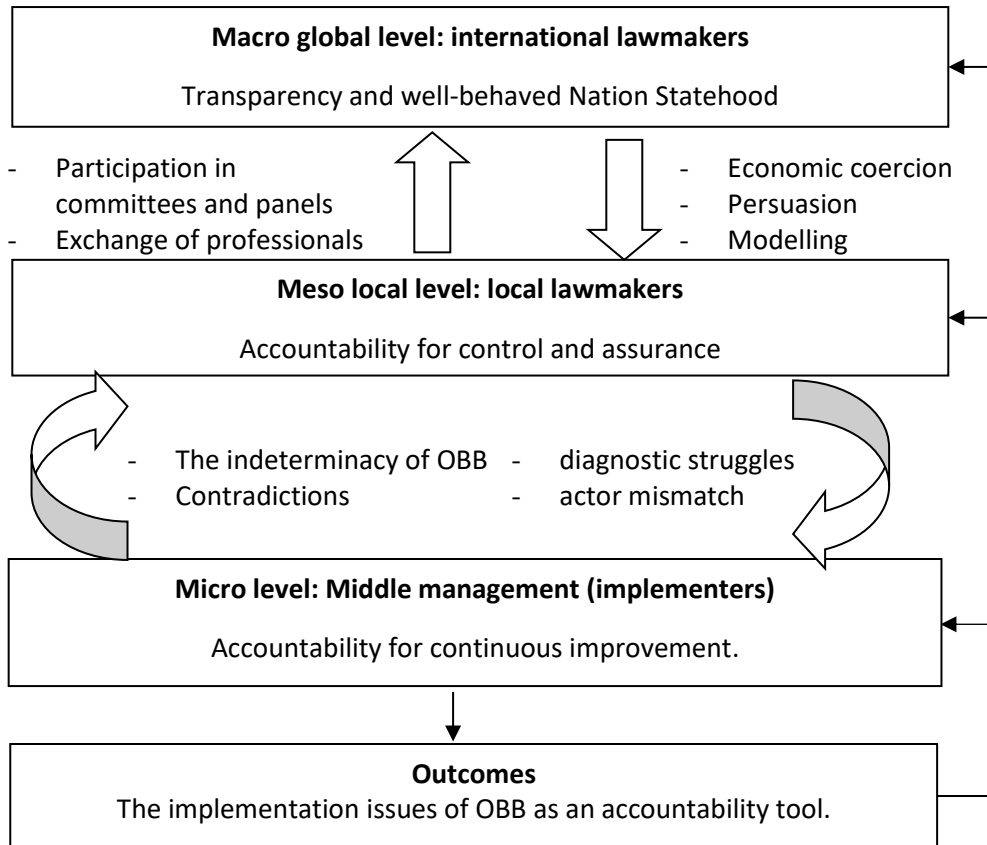 Macro global level: international lawmakers
Transparency and well-behaved Nation Statehood
- Participation in
committees and panels
- Exchange of professionals
- Economic coercion
- Persuasion
- Modelling
Meso local level: local lawmakers
Accountability for control and assurance
- The indeterminacy of OBB
- Contradictions
- diagnostic struggles
- actor mismatch
Micro level: Middle management (implementers)
Accountability for continuous improvement.
Outcomes
The implementation issues of OBB as an accountability tool.